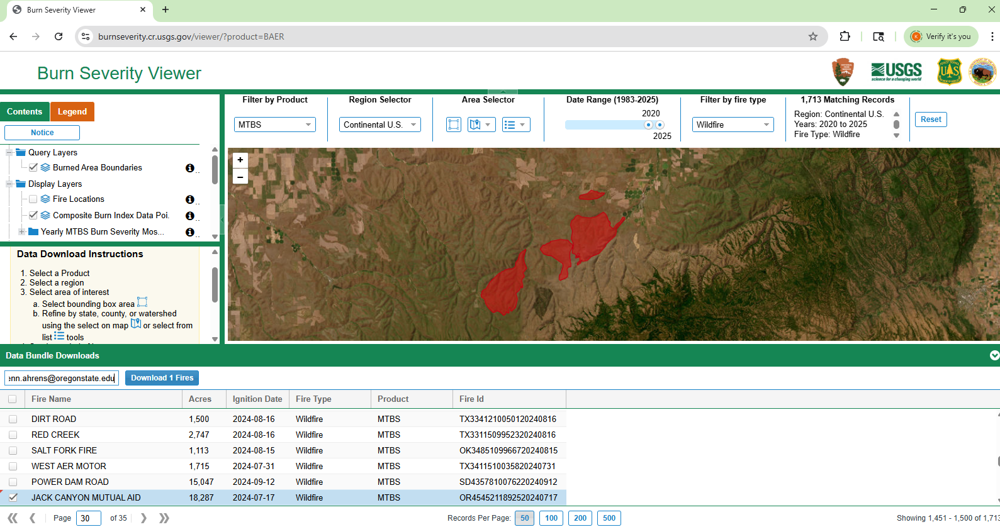 Burn Severity Viewer
burnseverity.cr.usgs.gov/viewer/?product=BAER
Verify it's you
Burn Severity Viewer
USGS
science for a changing world
Contents
Legend
Notice
Query Layers
Burned Area Boundaries
Display Layers
Fire Locations
Composite Burn Index Data Poi.
Yearly MTBS Burn Severity Mos...
Data Download Instructions
1. Select a Product
2. Select a region
3. Select area of interest
a. Select bounding box area
b. Refine by state, county, or watershed
using the select on map or select from
list tools
Filter by Product
MTBS
Region Selector
Continental U.S.
Area Selector
Date Range (1983-2025)
2020
2025
Filter by fire type
Wildfire
1,713 Matching Records
Region: Continental U.S.
Years: 2020 to 2025
Fire Type: Wildfire
Reset
+
−
Data Bundle Downloads
enn.ahrens@oregonstate.edu
Download 1 Fires
Fire Name Acres Ignition Date Fire Type Product Fire Id
DIRT ROAD 1,500 2024-08-16 Wildfire MTBS TX3341210050120240816
RED CREEK 2,747 2024-08-16 Wildfire MTBS TX3311509952320240816
SALT FORK FIRE 1,113 2024-08-15 Wildfire MTBS OK3485109966720240815
WEST AER MOTOR 1,715 2024-07-31 Wildfire MTBS TX3411510035820240731
POWER DAM ROAD 15,047 2024-09-12 Wildfire MTBS SD4357810076220240912
JACK CANYON MUTUAL AID 18,287 2024-07-17 Wildfire MTBS OR4545211892520240717
Page 30 of 35
Records Per Page: 50 100 200 500
Showing 1,451 - 1,500 of 1,713